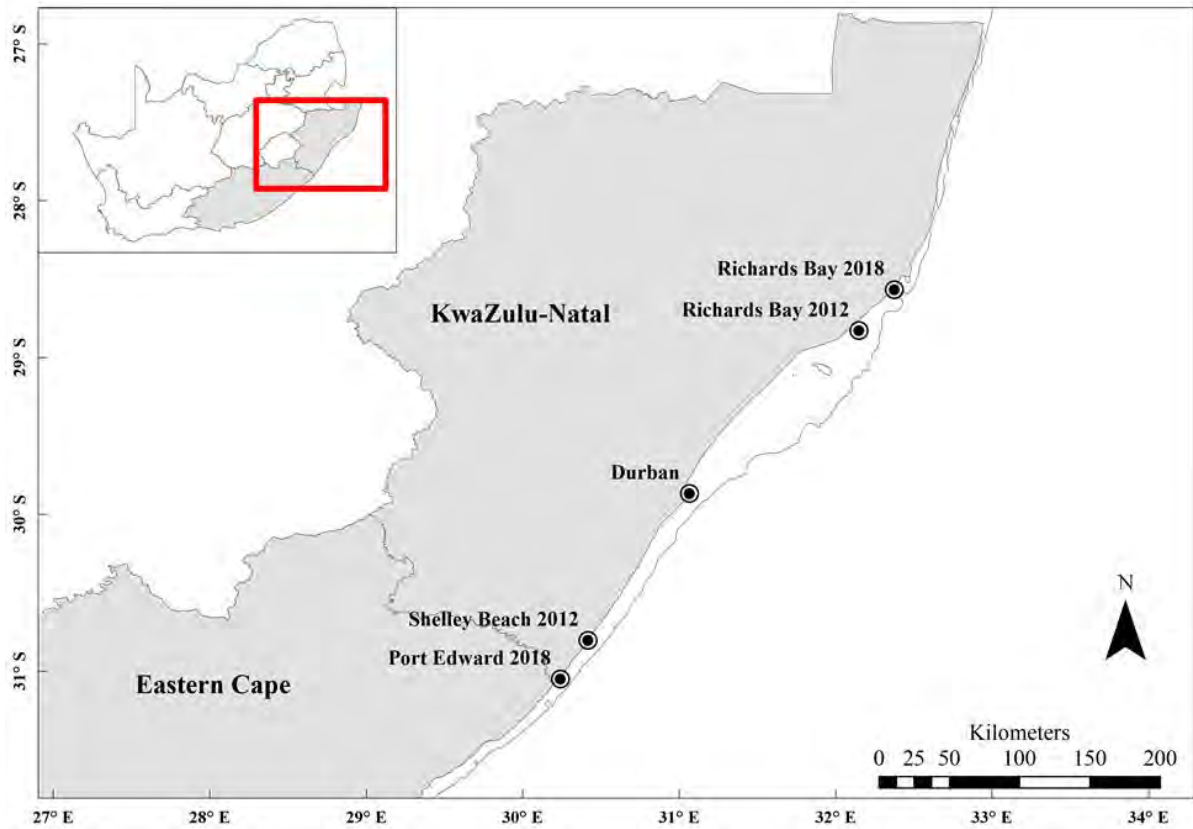 27° S
28° S
29° S
30° S
31° S
Richards Bay 2018
Richards Bay 2012
KwaZulu-Natal
Durban
Shelley Beach 2012
Port Edward 2018
Eastern Cape
N
Kilometers
0 25 50 100 150 200
27° E 28° E 29° E 30° E 31° E 32° E 33° E 34° E